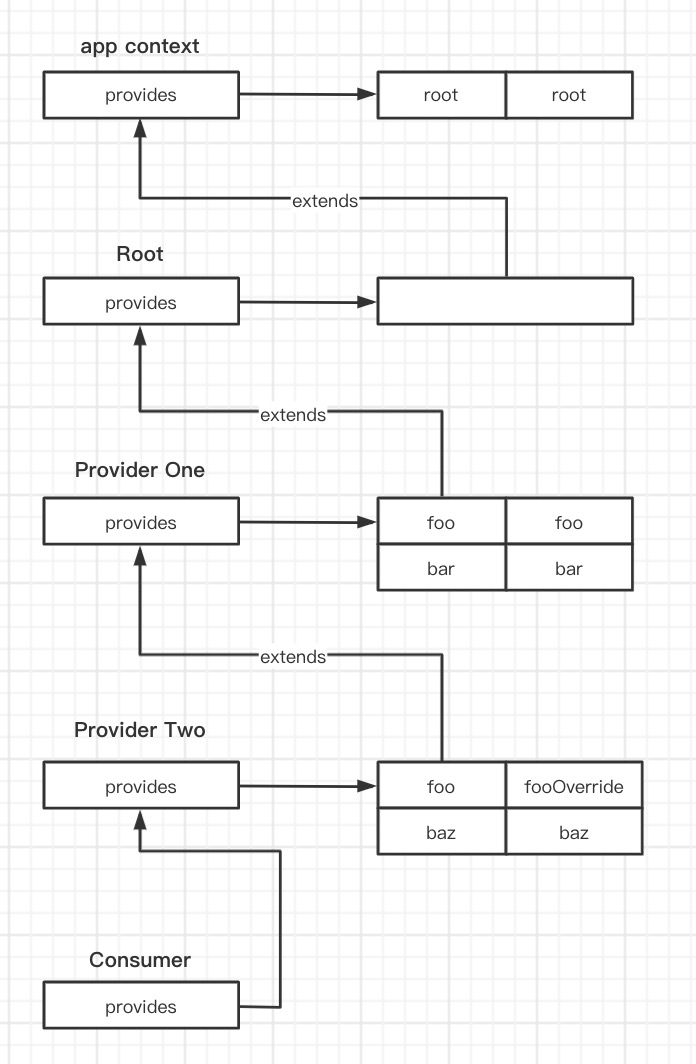 app context
provides
root root
extends
Root
provides
extends
Provider One
provides
foo foo
bar bar
extends
Provider Two
provides
foo fooOverride
baz baz
Consumer
provides